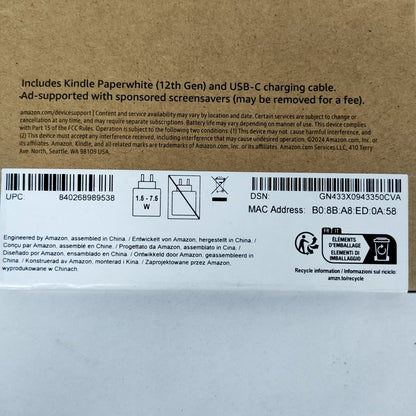 Includes Kindle Paperwhite (12th Gen) and USB-C charging cable.
Ad-supported with sponsored screensavers (may be removed for a fee).
amazon.com/devicesupport | Content and service availability may vary by location. Certain services are subject to change or
cancellation at any time and may require separate subscriptions. Battery life may vary based on usage. This device complies
with Part 15 of the FCC Rules. Operation is subject to the following two conditions: (1) This device may not cause harmful interference, and
(2) This device must accept any interference received, including interference that may cause undesired operation. ©2024 Amazon.com, Inc. or
its affiliates. Kindle, Kindle Paperwhite, Amazon and all related marks are trademarks of Amazon.com, Inc. or its affiliates. Amazon.com Services LLC, 410 Terry
Ave. North, Seattle, WA 98109 USA.
UPC: 840268989538
1.5 - 7.5
W
DSN: GN433X0943350CVA
MAC Address: B0:8B:A8:ED:0A:58
Engineered by Amazon, assembled in China. / Entwickelt von Amazon, hergestellt in China. /
Conçu par Amazon, assemblé en Chine. / Progettato da Amazon, assemblato in Cina. /
Diseñado por Amazon, ensamblado en China. / Ontwikkeld door Amazon, geassembleerd in
China. / Konstruerad av Amazon, monterad i Kina. / Zaprojektowane przez Amazon,
wyprodukowane w Chinach
FR IT
ÉLÉMENTS
D'EMBALLAGE
ELEMENTI DI
IMBALLAGGIO
Recycle information / Informazioni sul riciclo
amzn.to/recycle